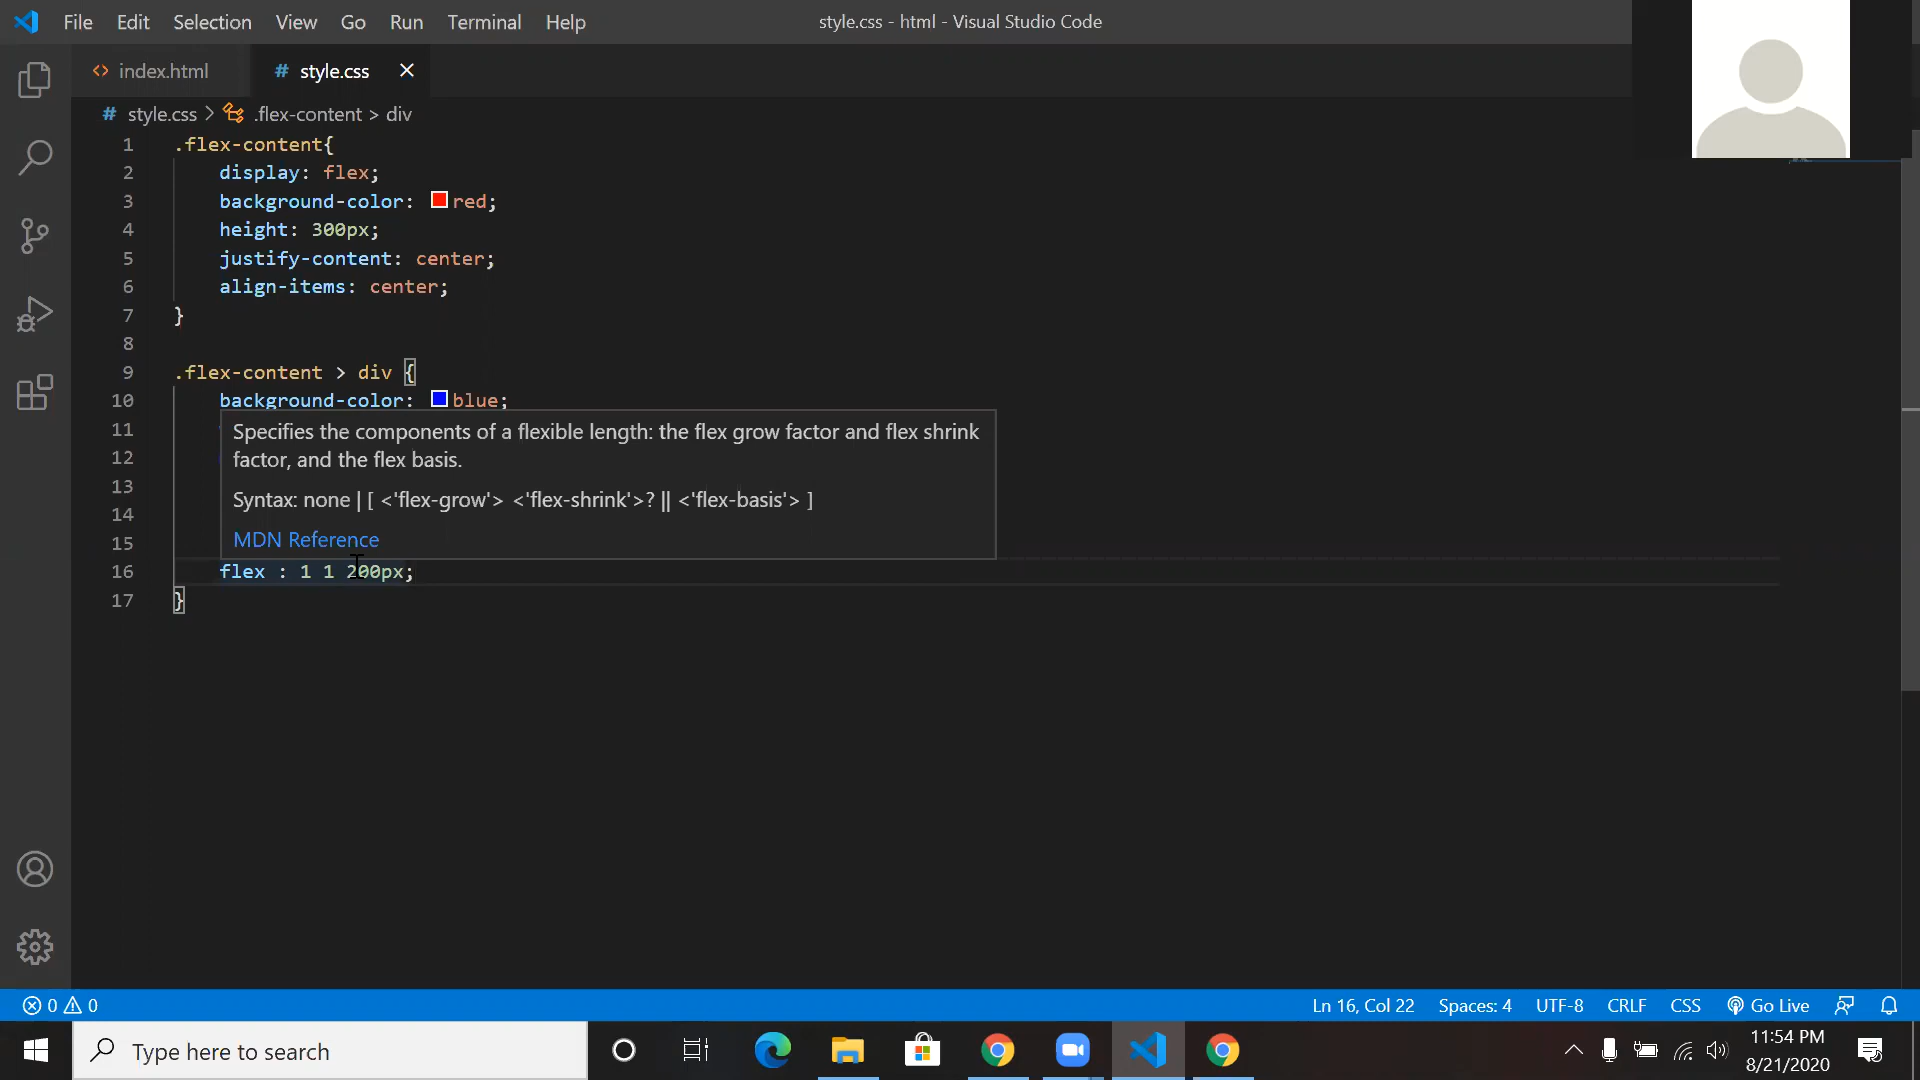 File Edit Selection View Go Run Terminal Help
style.css - html - Visual Studio Code
index.html
# style.css
# style.css > .flex-content > div
1 .flex-content{
2 display: flex;
3 background-color: red;
4 height: 300px;
5 justify-content: center;
6 align-items: center;
7 }
8
9 .flex-content > div {
10 background-color: blue;
11
12
13
14
15
Specifies the components of a flexible length: the flex grow factor and flex shrink
factor, and the flex basis.
Syntax: none | [ <'flex-grow'> <'flex-shrink'>? || <'flex-basis'> ]
MDN Reference
16 flex : 1 1 200px;
17 }
0 0
Ln 16, Col 22 Spaces: 4 UTF-8 CRLF CSS Go Live
Type here to search
11:54 PM
8/21/2020